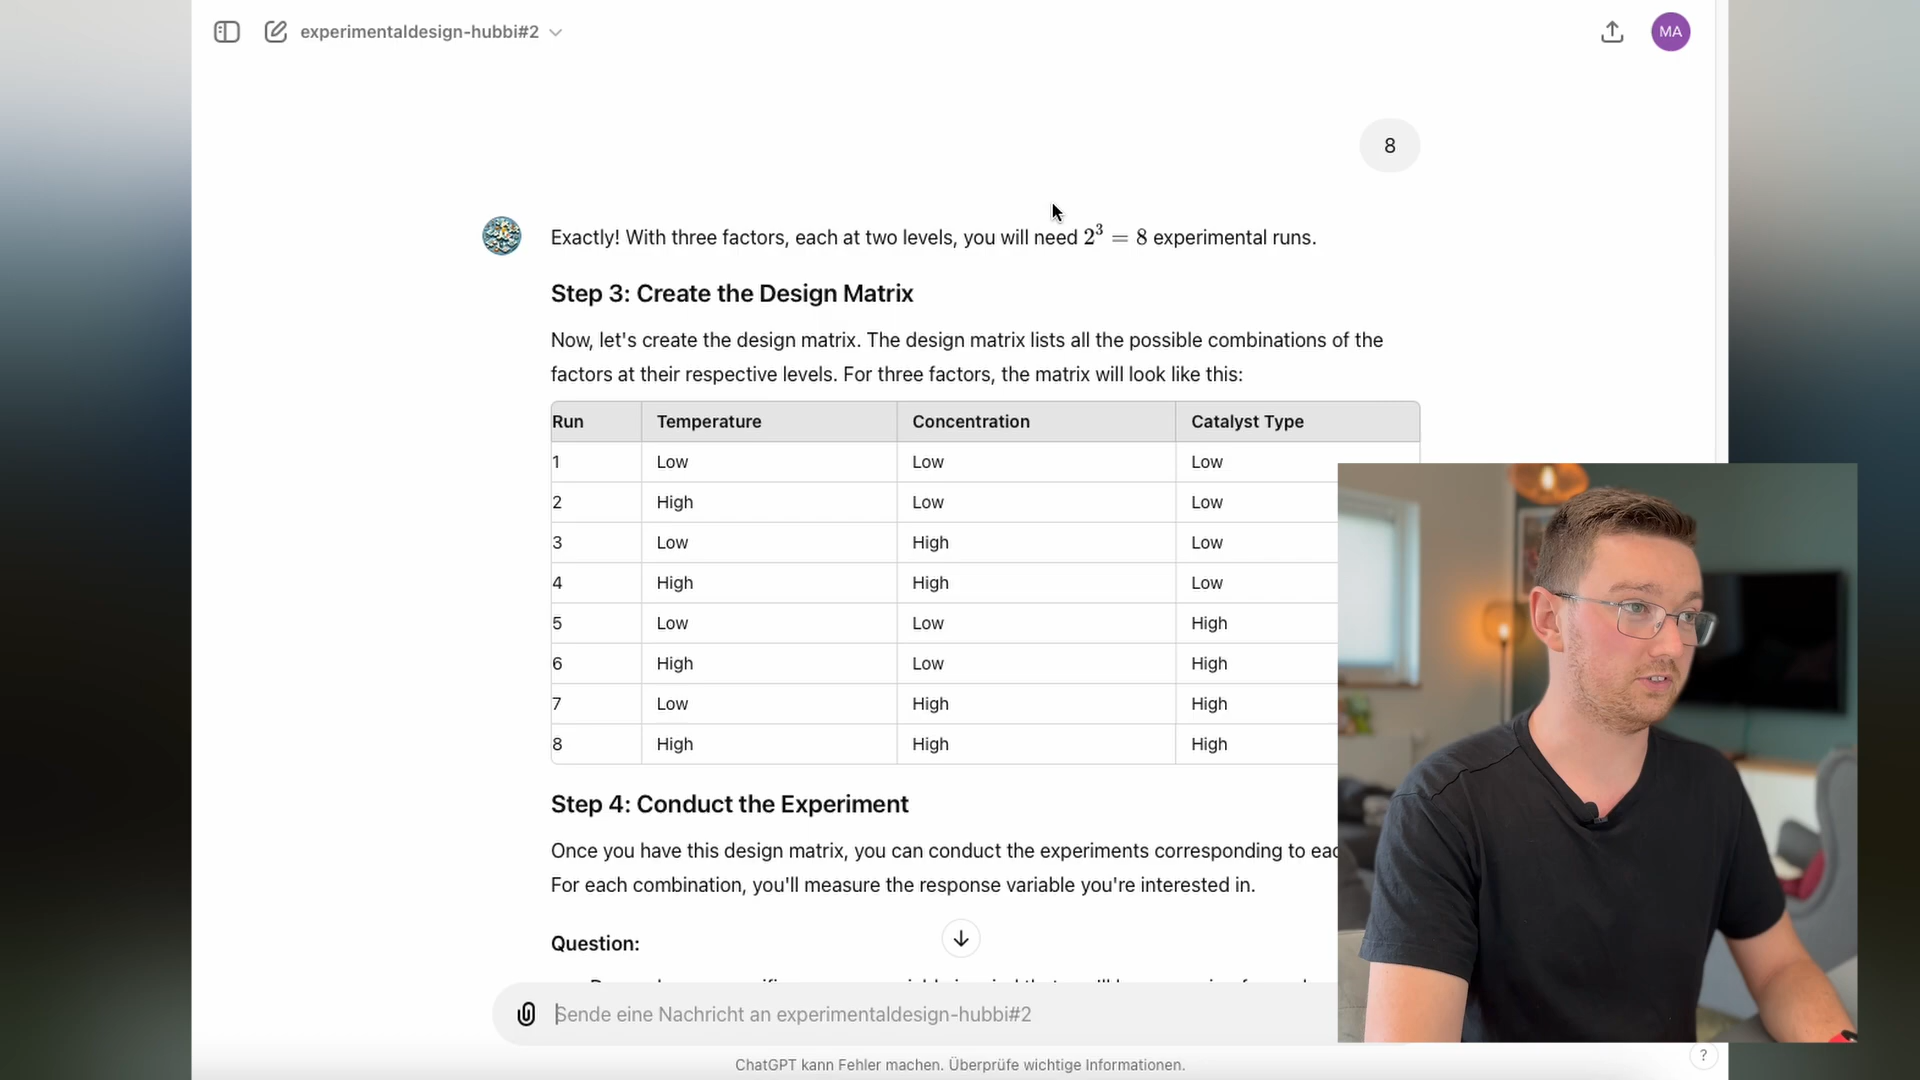 experimentaldesign-hubbi#2
MA
8
Exactly! With three factors, each at two levels, you will need 2³ = 8 experimental runs.
Step 3: Create the Design Matrix
Now, let's create the design matrix. The design matrix lists all the possible combinations of the
factors at their respective levels. For three factors, the matrix will look like this:
Run Temperature Concentration Catalyst Type
1 Low Low Low
2 High Low Low
3 Low High Low
4 High High Low
5 Low Low High
6 High Low High
7 Low High High
8 High High High
Step 4: Conduct the Experiment
Once you have this design matrix, you can conduct the experiments corresponding to
For each combination, you'll measure the response variable you're interested in.
Question:
Sende eine Nachricht an experimentaldesign-hubbi#2
ChatGPT kann Fehler machen. Überprüfe wichtige Informationen.
?